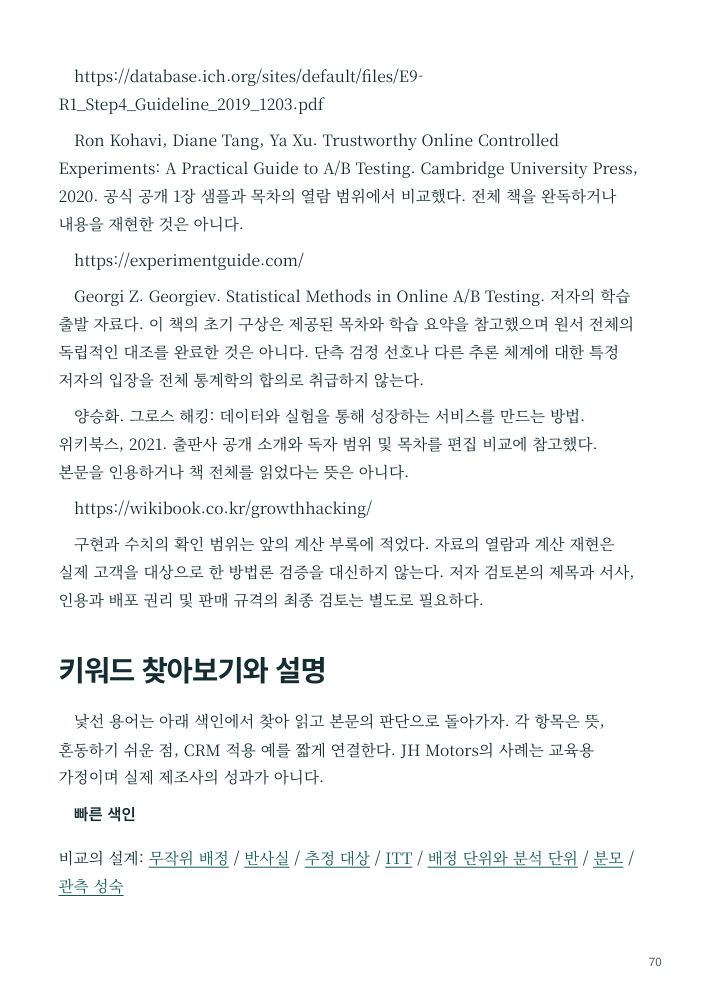 https://database.ich.org/sites/default/files/E9-
R1_Step4_Guideline_2019_1203.pdf
Ron Kohavi, Diane Tang, Ya Xu. Trustworthy Online Controlled
Experiments: A Practical Guide to A/B Testing. Cambridge University Press,
2020. 공식 공개 1장 샘플과 목차의 열람 범위에서 비교했다. 전체 책을 완독하거나
내용을 재현한 것은 아니다.
https://experimentguide.com/
Georgi Z. Georgiev. Statistical Methods in Online A/B Testing. 저자의 학습
출발 자료다. 이 책의 초기 구상은 제공된 목차와 학습 요약을 참고했으며 원서 전체의
독립적인 대조를 완료한 것은 아니다. 단측 검정 선호나 다른 추론 체계에 대한 특정
저자의 입장을 전체 통계학의 합의로 취급하지 않는다.
양승화. 그로스 해킹: 데이터와 실험을 통해 성장하는 서비스를 만드는 방법.
위키북스, 2021. 출판사 공개 소개와 독자 범위 및 목차를 편집 비교에 참고했다.
본문을 인용하거나 책 전체를 읽었다는 뜻은 아니다.
https://wikibook.co.kr/growthhacking/
구현과 수치의 확인 범위는 앞의 계산 부록에 적었다. 자료의 열람과 계산 재현은
실제 고객을 대상으로 한 방법론 검증을 대신하지 않는다. 저자 검토본의 제목과 서사,
인용과 배포 권리 및 판매 규격의 최종 검토는 별도로 필요하다.
키워드 찾아보기와 설명
낯선 용어는 아래 색인에서 찾아 읽고 본문의 판단으로 돌아가자. 각 항목은 뜻,
혼동하기 쉬운 점, CRM 적용 예를 짧게 연결한다. JH Motors의 사례는 교육용
가정이며 실제 제조사의 성과가 아니다.
빠른 색인
비교의 설계: 무작위 배정 / 반사실 / 추정 대상 / ITT / 배정 단위와 분석 단위 / 분모 /
관측 성숙
70